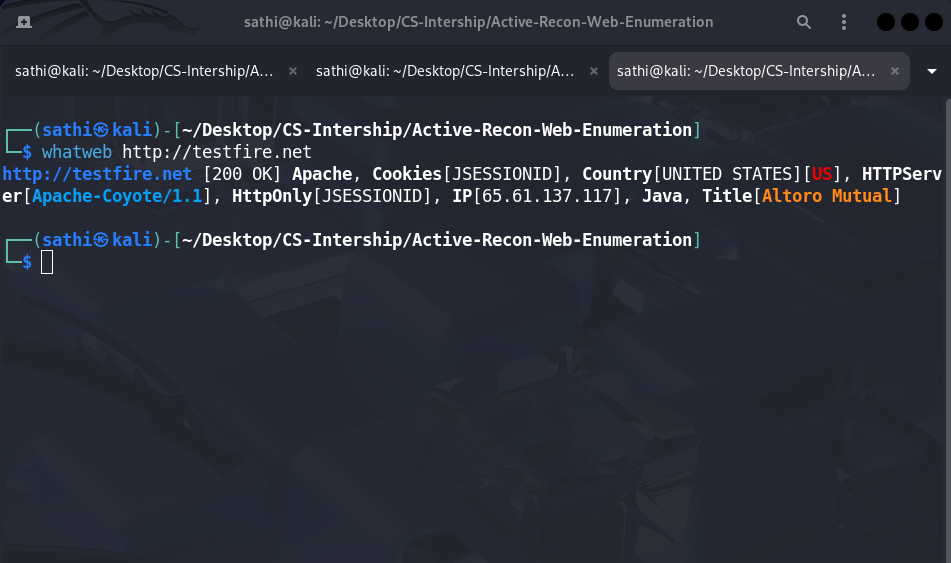 sathi@kali: ~/Desktop/CS-Intership/Active-Recon-Web-Enumeration
sathi@kali: ~/Desktop/CS-Intership/A… × sathi@kali: ~/Desktop/CS-Intership/A… × sathi@kali: ~/Desktop/CS-Intership/A… ×
┌──(sathi㉿kali)-[~/Desktop/CS-Intership/Active-Recon-Web-Enumeration]
└─$ whatweb http://testfire.net
http://testfire.net [200 OK] Apache, Cookies[JSESSIONID], Country[UNITED STATES][US], HTTPServ
er[Apache-Coyote/1.1], HttpOnly[JSESSIONID], IP[65.61.137.117], Java, Title[Altoro Mutual]
┌──(sathi㉿kali)-[~/Desktop/CS-Intership/Active-Recon-Web-Enumeration]
└─$